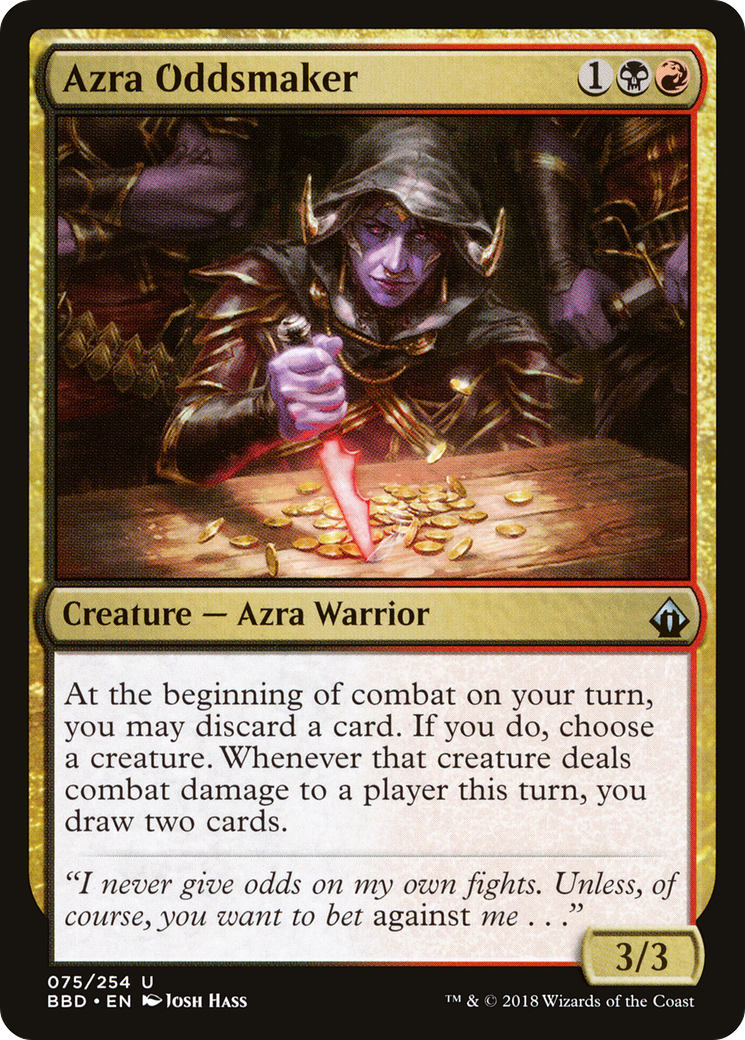 Azra Oddsmaker 1
Creature — Azra Warrior
At the beginning of combat on your turn,
you may discard a card. If you do, choose
a creature. Whenever that creature deals
combat damage to a player this turn, you
draw two cards.
“I never give odds on my own fights. Unless, of
course, you want to bet against me . . .”
3/3
075/254 U
BBD • EN Josh Hass
™ & © 2018 Wizards of the Coast